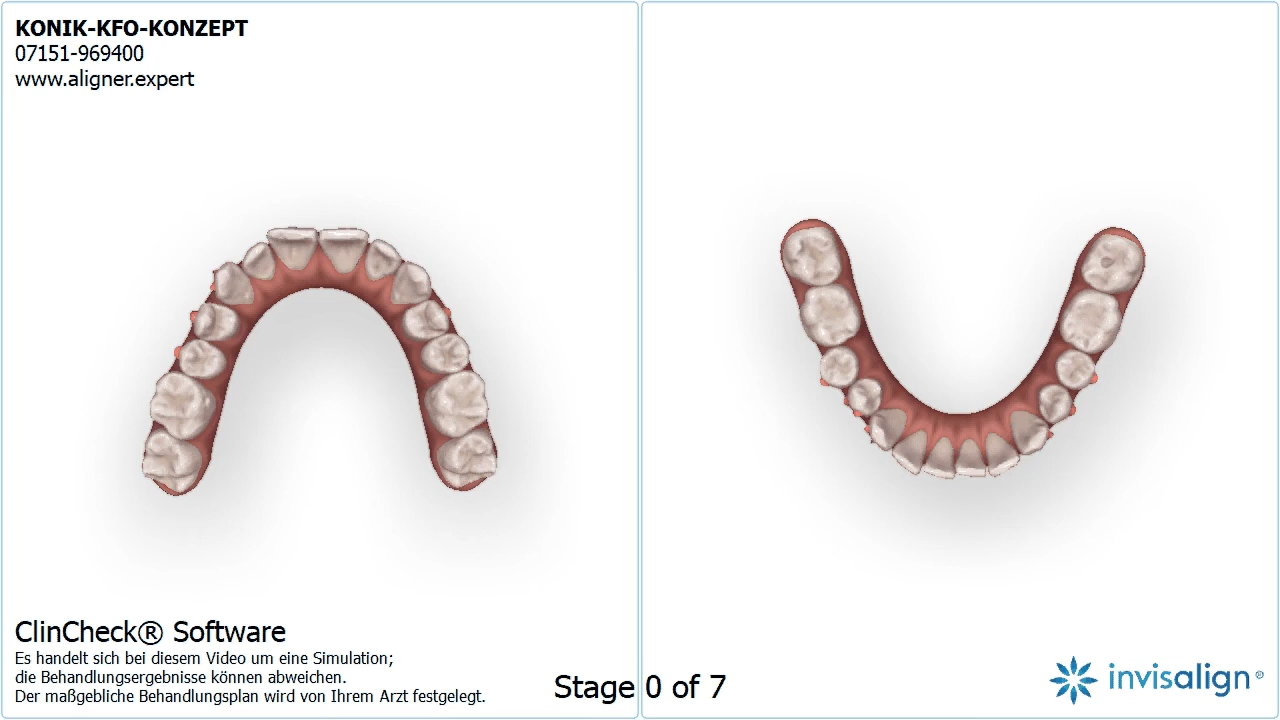 KONIK-KFO-KONZEPT
07151-969400
www.aligner.expert
ClinCheck® Software
Es handelt sich bei diesem Video um eine Simulation;
die Behandlungsergebnisse können abweichen.
Der maßgebliche Behandlungsplan wird von Ihrem Arzt festgelegt.
Stage 0 of 7
invisalign®